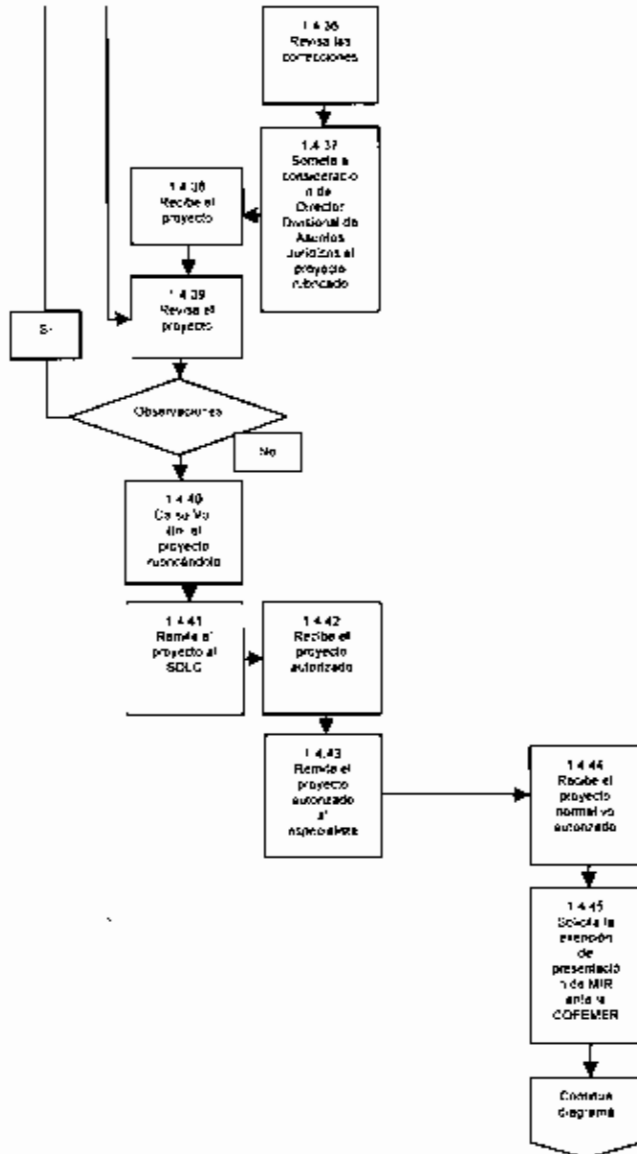 1.4.36
Revisa las
correcciones
1.4.37
Somete a
consideració
n de
Director
Divisional de
Asuntos
Jurídicos el
proyecto
rubricado
1.4.38
Recibe el
proyecto
1.4.39
Revisa el
proyecto
Si
Observaciones
No
1.4.40
Da su Vo
Bo. al
proyecto
rubricándolo
1.4.41
Remite el
proyecto al
1.4.42
Recibe el
proyecto
autorizado
1.4.43
Remite el
proyecto
autorizado
al
especialista
1.4.44
Recibe el
proyecto
normativo
autorizado
1.4.45
Solicita la
exención
de
presentació
n de MIR
ante la
COFEMER
Continua
diagrama